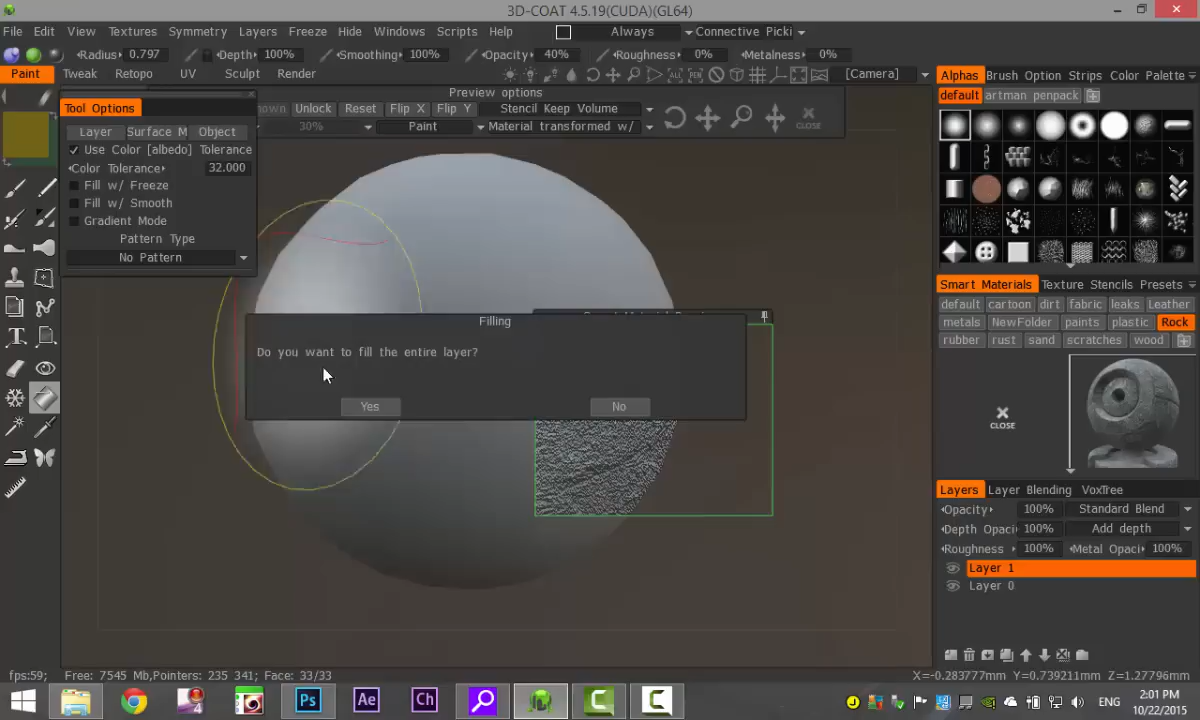 3D-COAT 4.5.19(CUDA)(GL64)
File Edit View Textures Symmetry Layers Freeze Hide Windows Scripts Help Always Connective Picki
Radius 0.797 Depth 100% Smoothing 100% Opacity 40% Roughness 0% Metalness 0%
Paint Tweak Retopo UV Sculpt Render [Camera]
Alphas Brush Option Strips Color Palette
default artman penpack
Preview options
Unlock Reset Flip X Flip Y Stencil Keep Volume
30% Paint Material transformed w/ CLOSE
Tool Options
Layer Surface M Object
Use Color [albedo] Tolerance
Color Tolerance 32.000
Fill w/ Freeze
Fill w/ Smooth
Gradient Mode
Pattern Type
No Pattern
Filling
Do you want to fill the entire layer?
Yes No
Smart Materials Texture Stencils Presets
default cartoon dirt fabric leaks Leather
metals NewFolder paints plastic Rock
rubber rust sand scratches wood
CLOSE
Layers Layer Blending VoxTree
Opacity 100% Standard Blend
Depth Opaci 100% Add depth
Roughness 100% Metal Opaci 100%
Layer 1
Layer 0
fps:59; Free: 7545 Mb,Pointers: 235 341; Face: 33/33 X=-0.283777mm Y=0.739211mm Z=1.27796mm
Ps Ae Ch
ENG
2:01 PM
10/22/2015